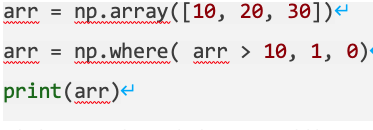 arr = np.array([10, 20, 30])↵
arr = np.where( arr > 10, 1, 0)
print(arr)↵